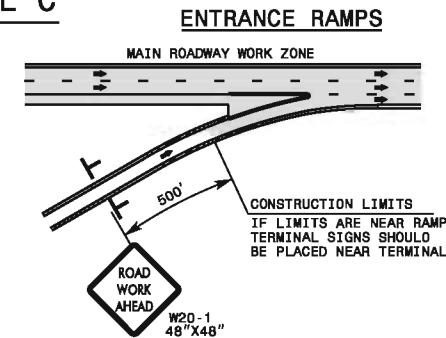 ENTRANCE RAMPS
MAIN ROADWAY WORK ZONE
500'
CONSTRUCTION LIMITS
IF LIMITS ARE NEAR RAMP
TERMINAL SIGNS SHOULD
BE PLACED NEAR TERMINAL
ROAD
WORK
AHEAD
W20-1
48"X48"